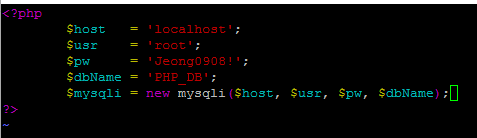 <?php
$host = 'localhost';
$usr = 'root';
$pw = 'Jeong0908!';
$dbName = 'PHP_DB';
$mysqli = new mysqli($host, $usr, $pw, $dbName);
?>
~